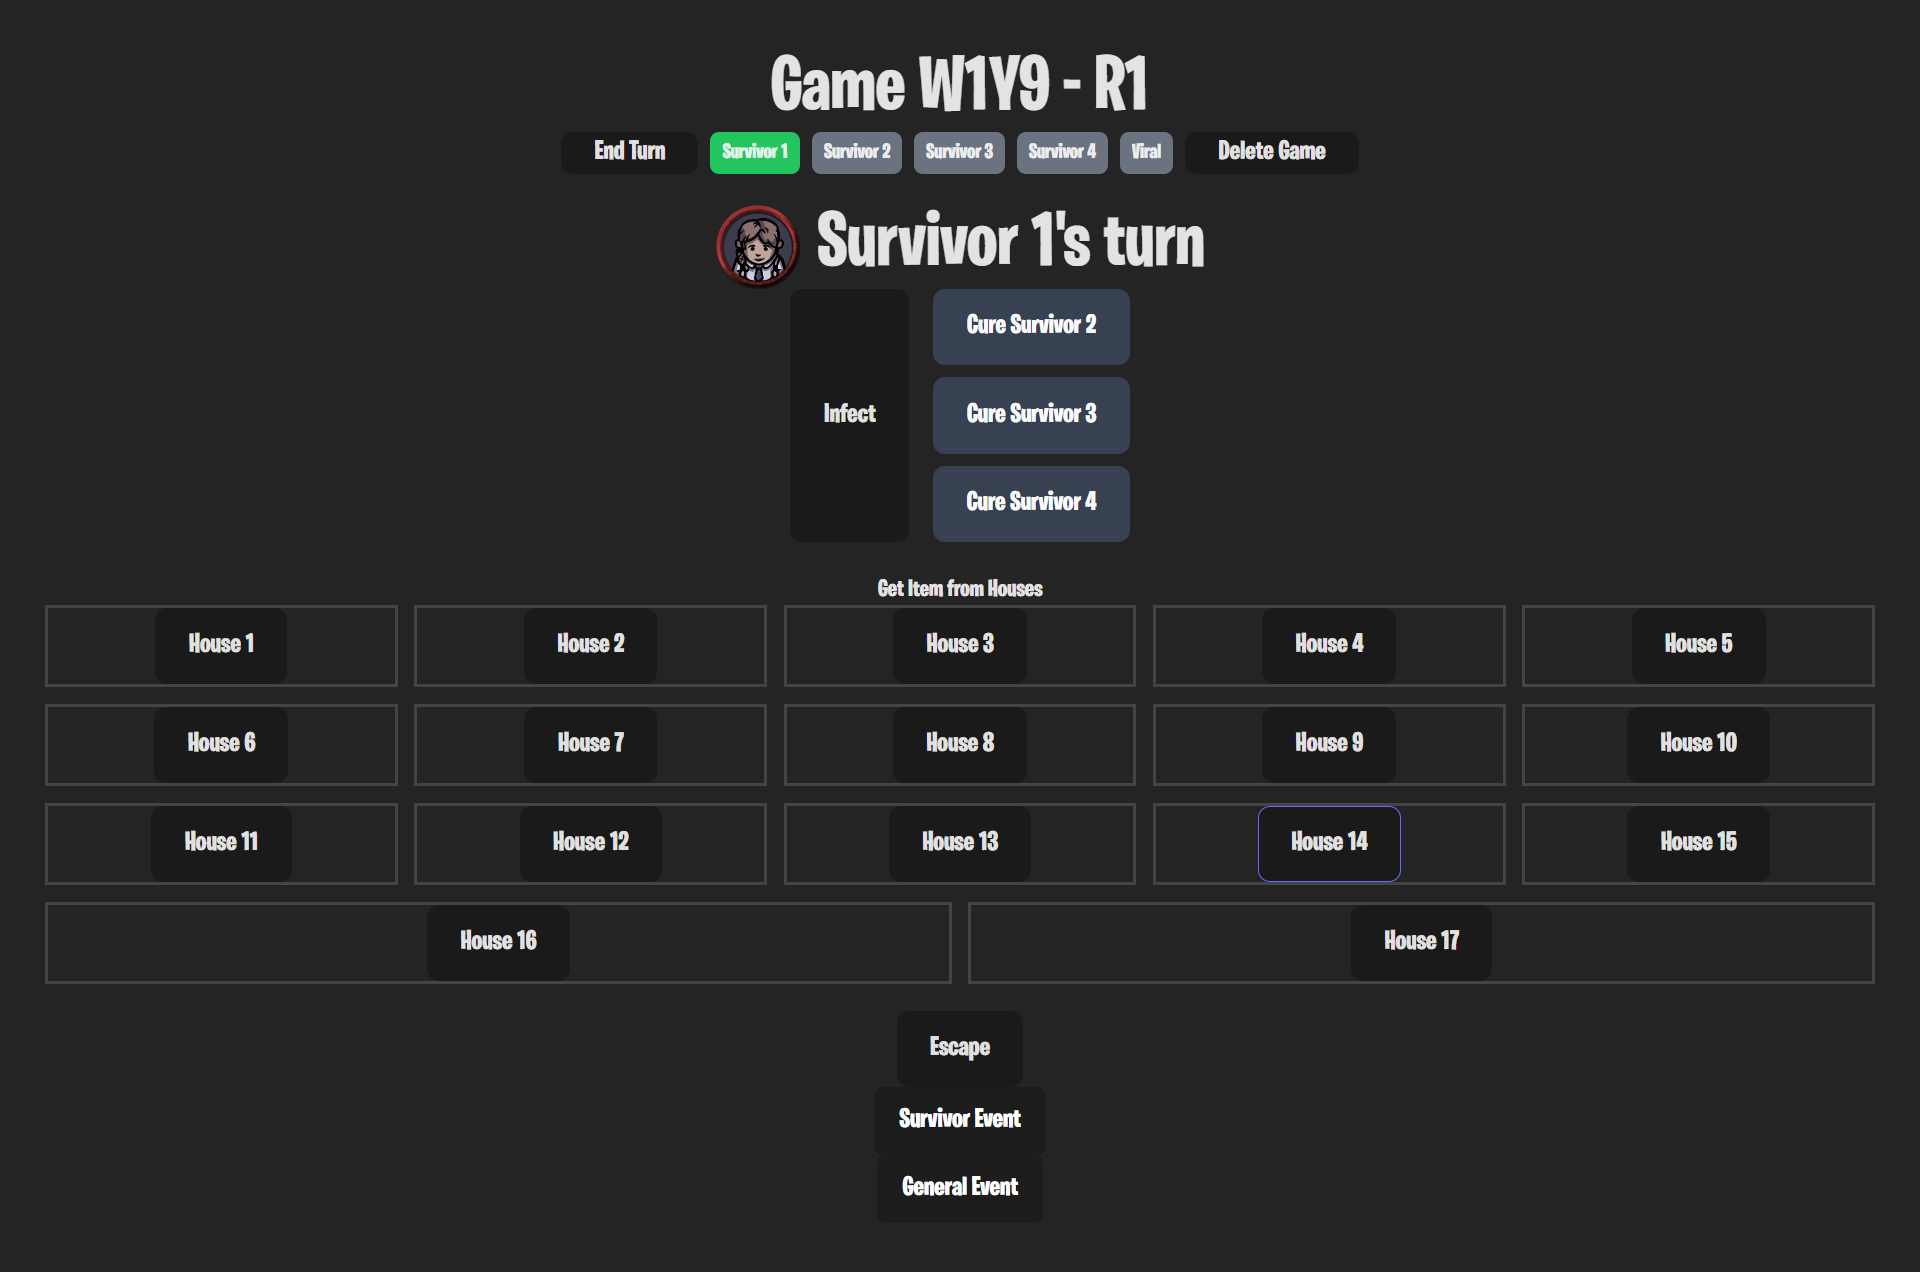 Game W1Y9 - R1
End Turn Survivor 1 Survivor 2 Survivor 3 Survivor 4 Viral Delete Game
Survivor 1's turn
Infect
Cure Survivor 2
Cure Survivor 3
Cure Survivor 4
Get Item from Houses
House 1 House 2 House 3 House 4 House 5
House 6 House 7 House 8 House 9 House 10
House 11 House 12 House 13 House 14 House 15
House 16 House 17
Escape
Survivor Event
General Event